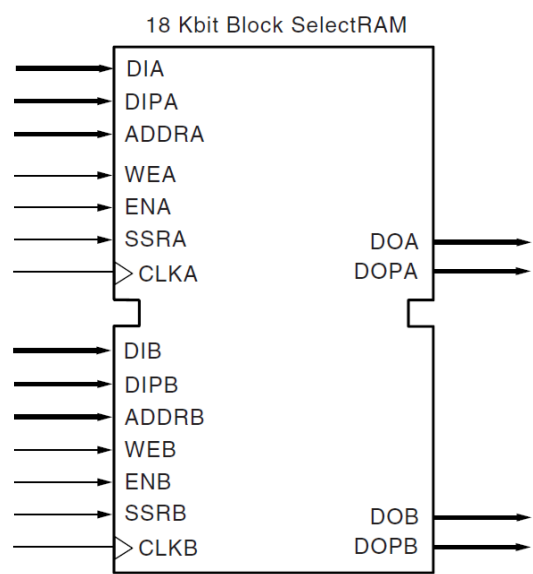 18 Kbit Block SelectRAM
DIA
DIPA
ADDRA
WEA
ENA
SSRA
CLKA
DOA
DOPA
DIB
DIPB
ADDRB
WEB
ENB
SSRB
CLKB
DOB
DOPB